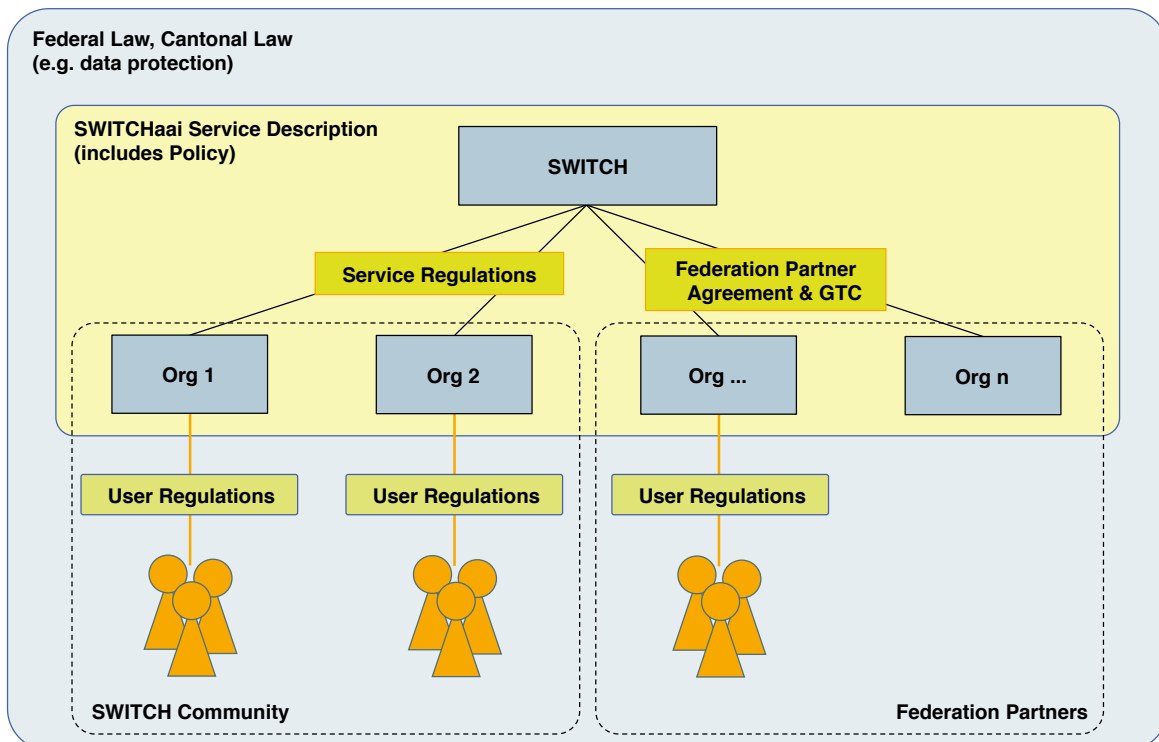 Federal Law, Cantonal Law
(e.g. data protection)
SWITCHaai Service Description
(includes Policy)
SWITCH
Service Regulations
Federation Partner
Agreement & GTC
Org 1
Org 2
Org ...
Org n
User Regulations
User Regulations
User Regulations
SWITCH Community
Federation Partners